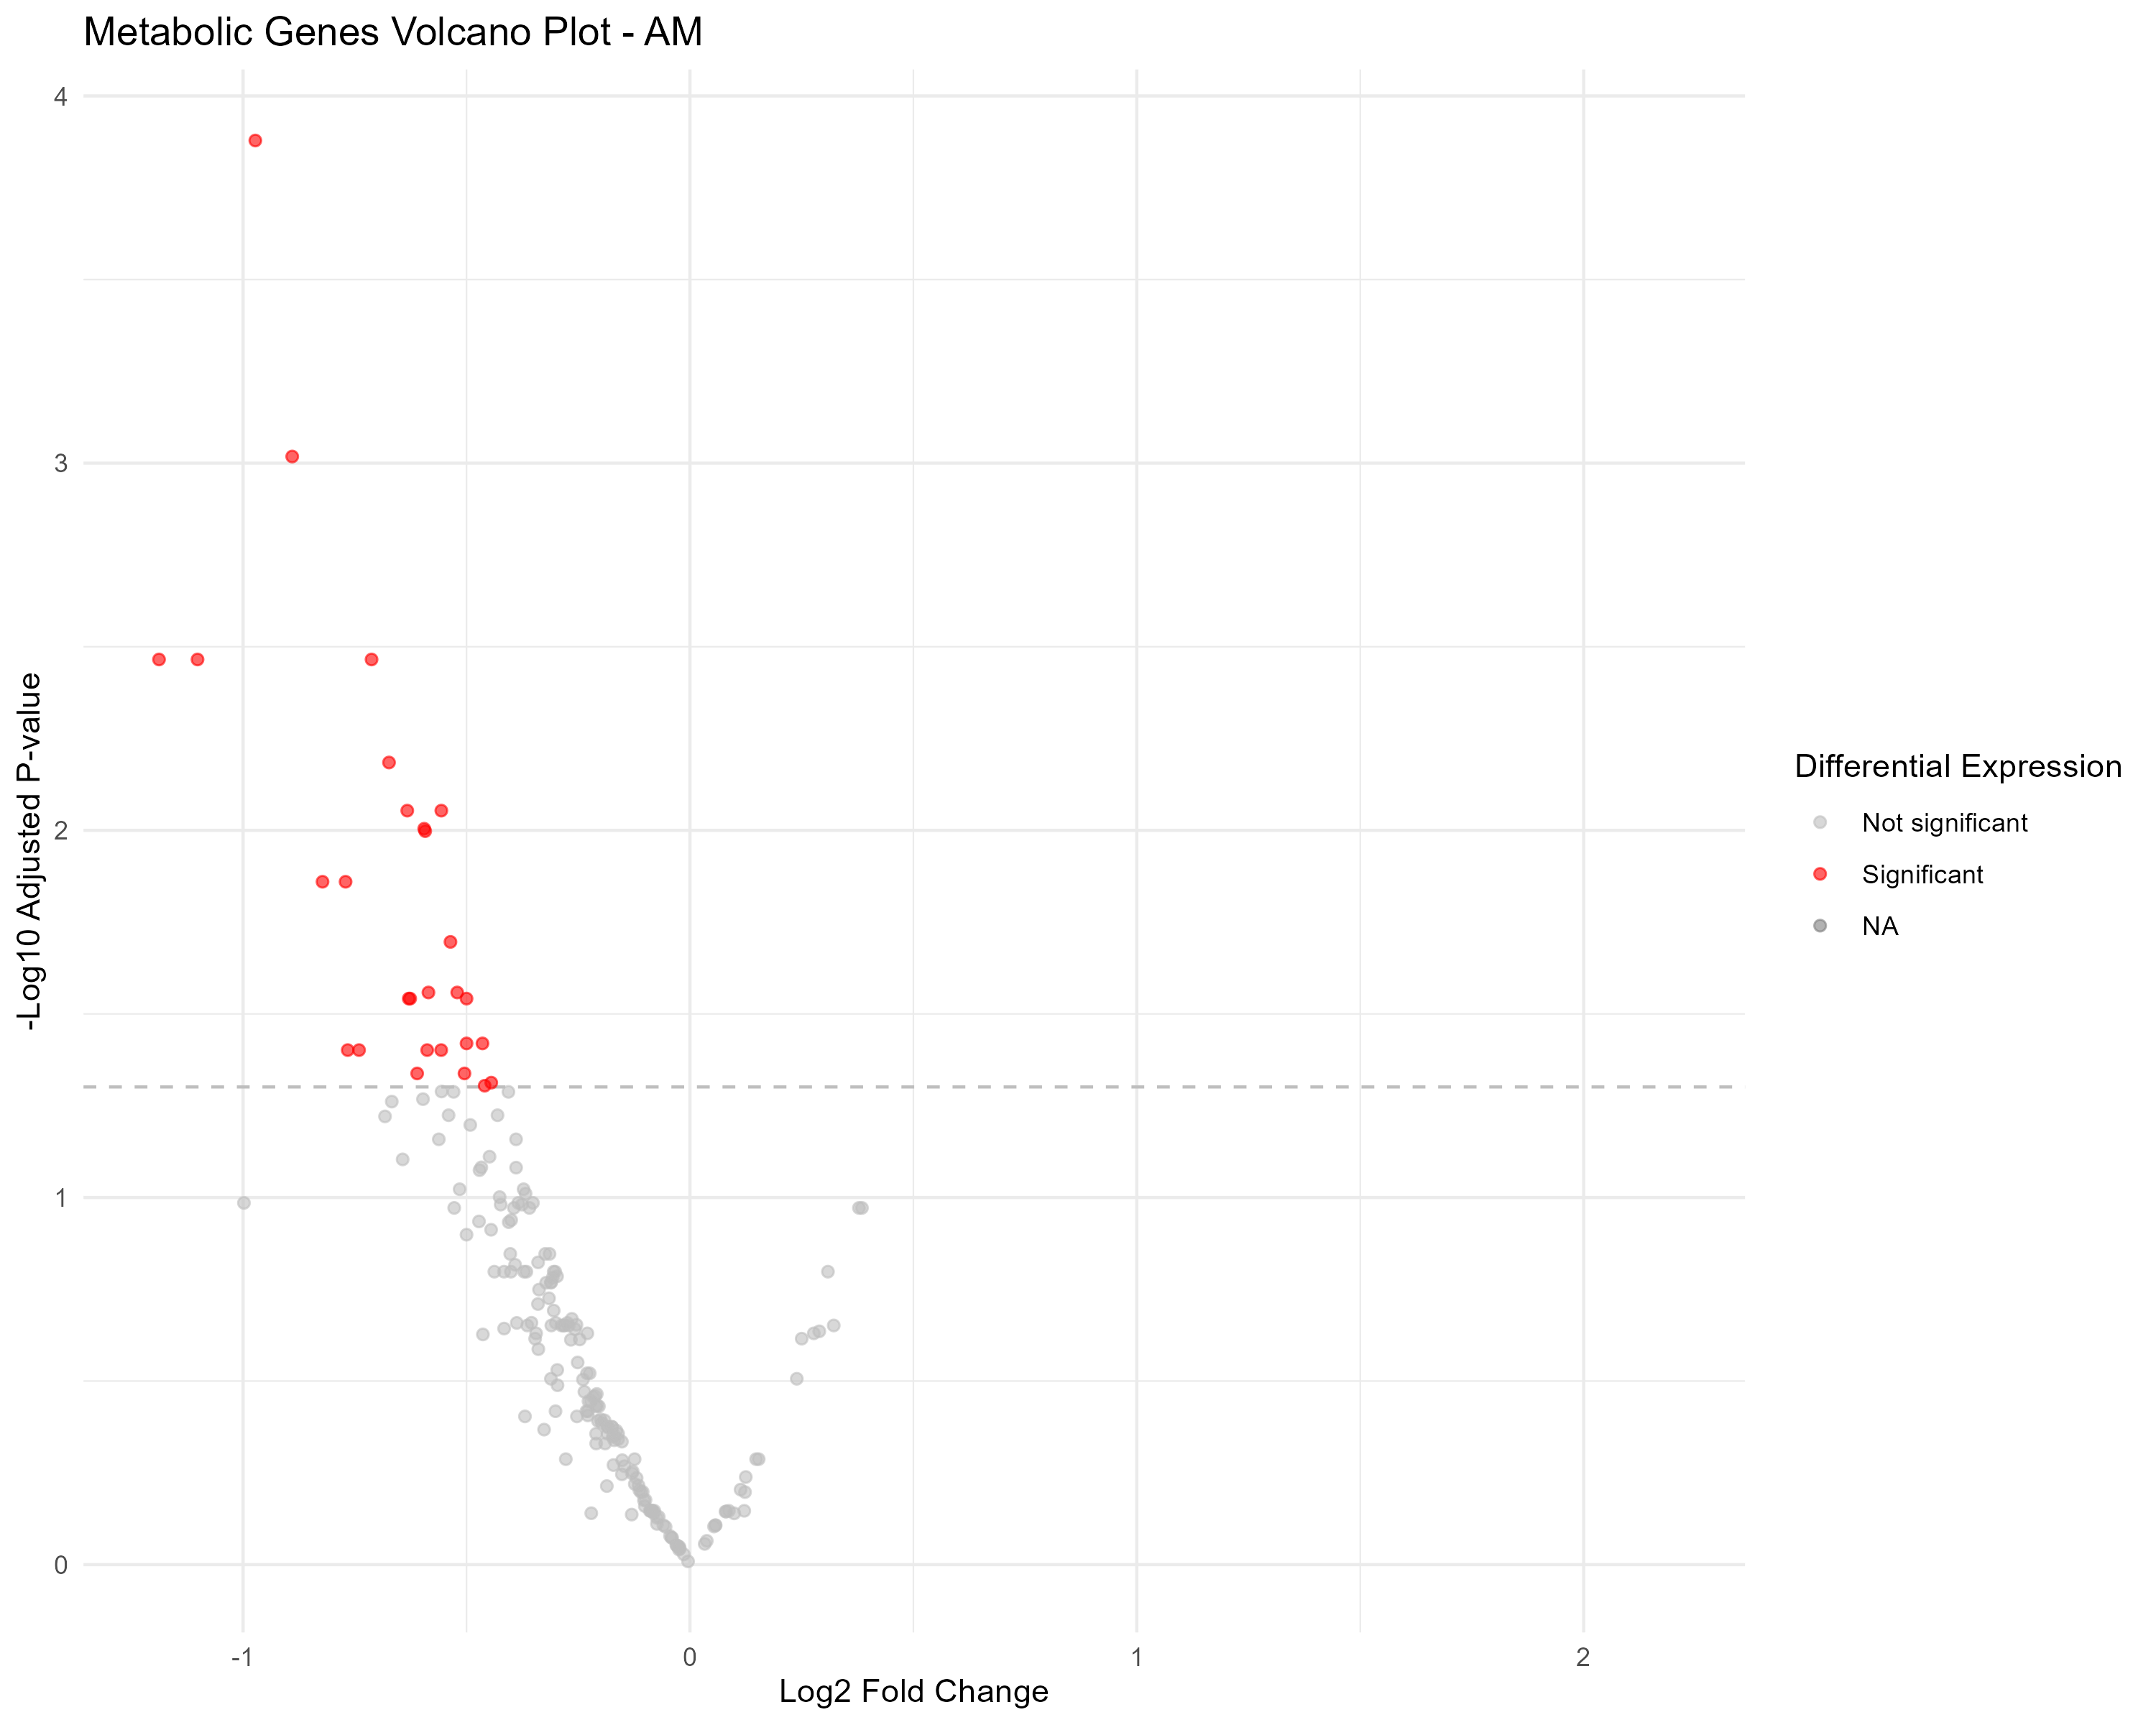 Metabolic Genes Volcano Plot - AM
4
3
2
1
0
-Log10 Adjusted P-value
-1
0
1
2
Log2 Fold Change
Differential Expression
Not significant
Significant
NA